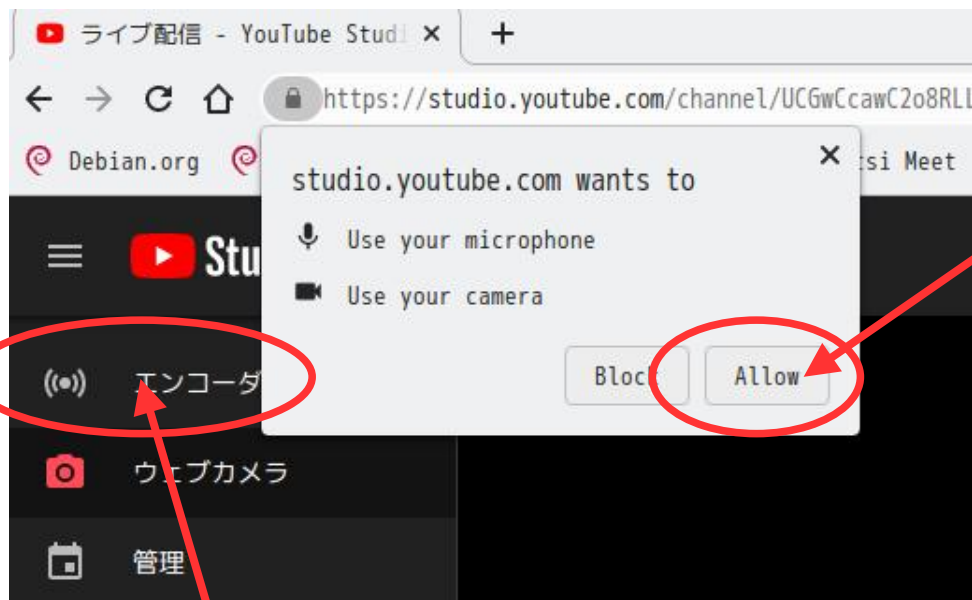 ライブ配信 - YouTube Studi
https://studio.youtube.com/channel/UCGwCcawC2o8RLL
Debian.org
tsi Meet
studio.youtube.com wants to
Use your microphone
Use your camera
Block
Allow
Stu
エンコーダ
ウェブカメラ
管理